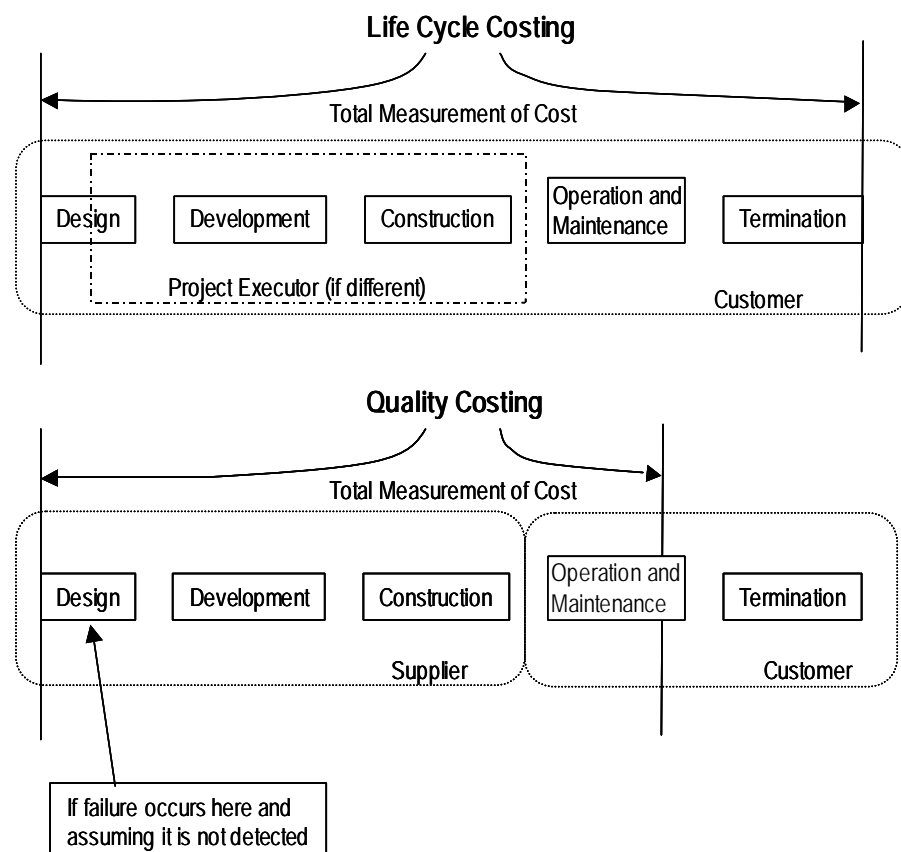 Life Cycle Costing
Total Measurement of Cost
Design
Development
Construction
Operation and
Maintenance
Termination
Project Executor (if different)
Customer
Quality Costing
Total Measurement of Cost
Design
Development
Construction
Operation and
Maintenance
Termination
Supplier
Customer
If failure occurs here and
assuming it is not detected